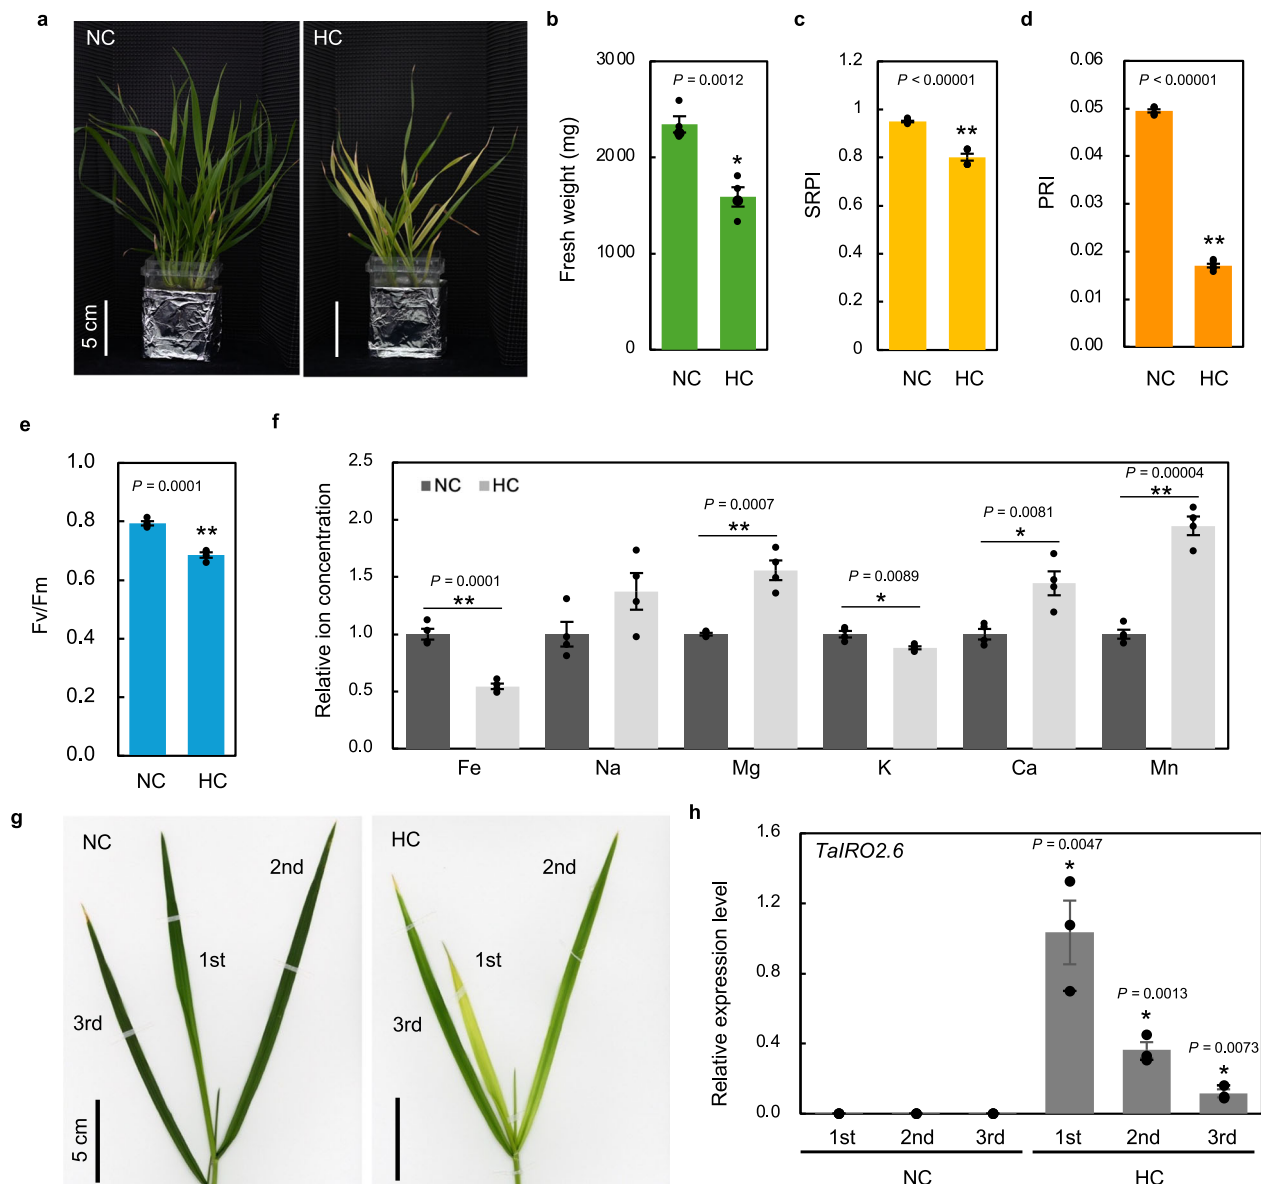 a
NC
HC
5 cm
b
Fresh weight (mg)
3000
2000
1000
0
P = 0.0012
*
NC HC
c
SRPI
1.2
1
0.8
0.6
0.4
0.2
0
P < 0.00001
**
NC HC
d
PRI
0.06
0.05
0.04
0.03
0.02
0.01
0.00
P < 0.00001
**
NC HC
e
Fv/Fm
1.0
0.8
0.6
0.4
0.2
0.0
P = 0.0001
**
NC HC
f
Relative ion concentration
2.5
2.0
1.5
1.0
0.5
0.0
NC HC
P = 0.0001
**
P = 0.0007
**
P = 0.0089
*
P = 0.0081
*
P = 0.00004
**
Fe Na Mg K Ca Mn
g
NC
2nd
1st
3rd
5 cm
HC
2nd
1st
3rd
h
Relative expression level
1.6
1.2
0.8
0.4
0.0
TaIRO2.6
P = 0.0047
*
P = 0.0013
*
P = 0.0073
*
1st 2nd 3rd 1st 2nd 3rd
NC HC